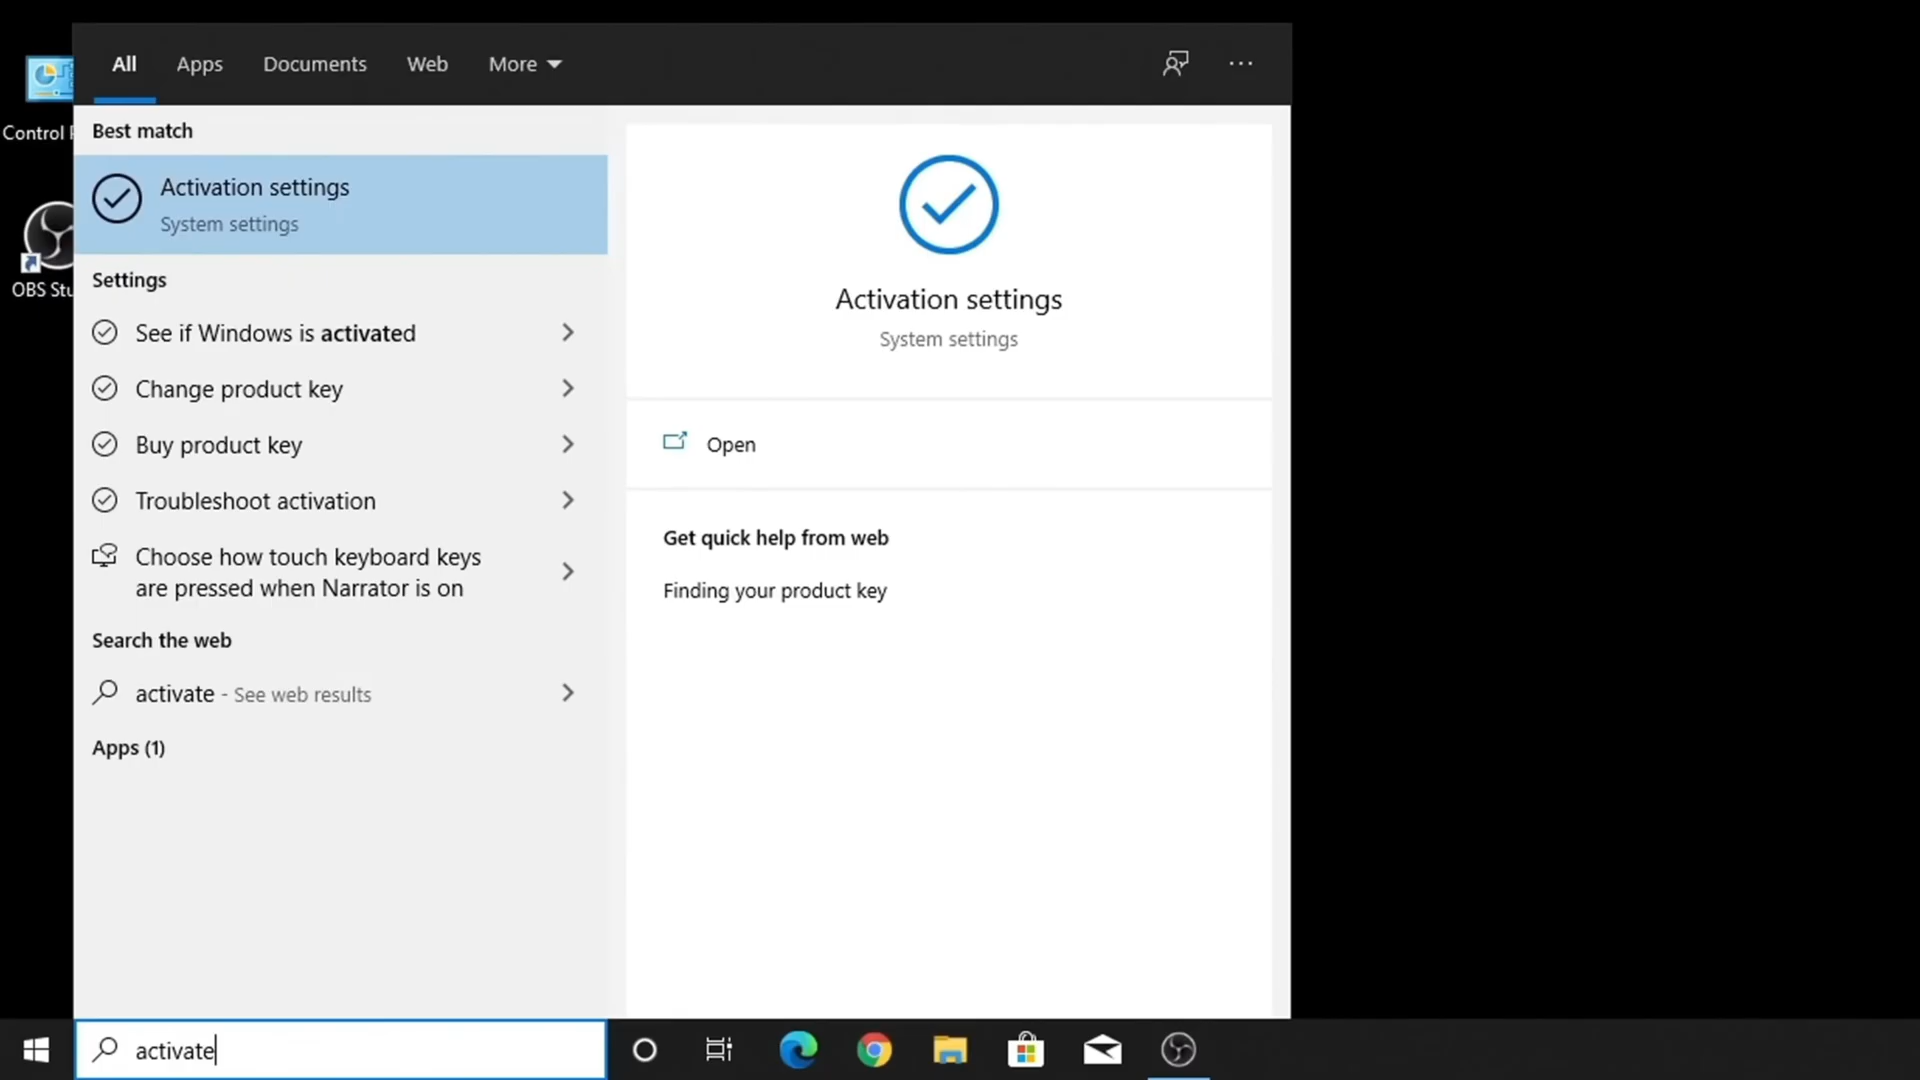 All Apps Documents Web More
Control
OBS Stu
Best match
Activation settings
System settings
Settings
See if Windows is activated
Change product key
Buy product key
Troubleshoot activation
Choose how touch keyboard keys
are pressed when Narrator is on
Search the web
activate - See web results
Apps (1)
Activation settings
System settings
Open
Get quick help from web
Finding your product key
activate